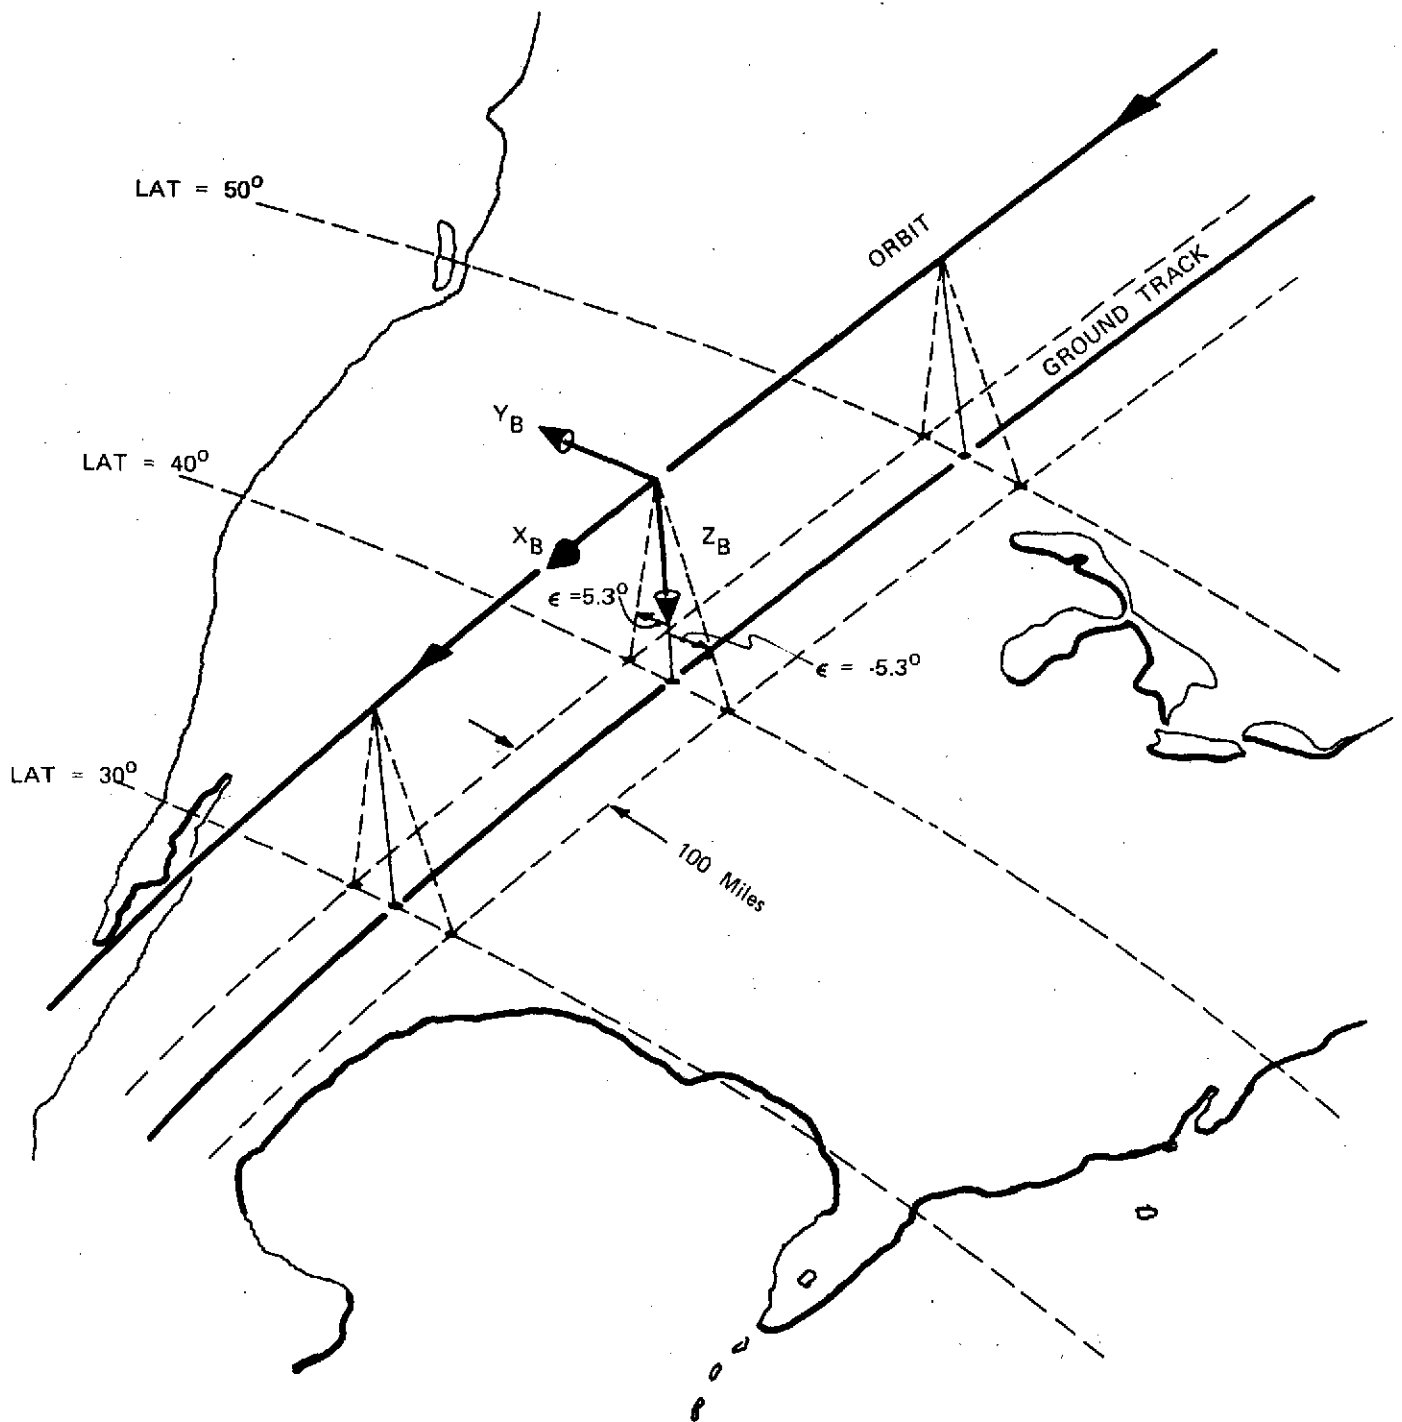 LAT = 50°
ORBIT
GROUND TRACK
Y_B
LAT = 40°
X_B
Z_B
ϵ =5.3°
ϵ = -5.3°
LAT = 30°
100 Miles